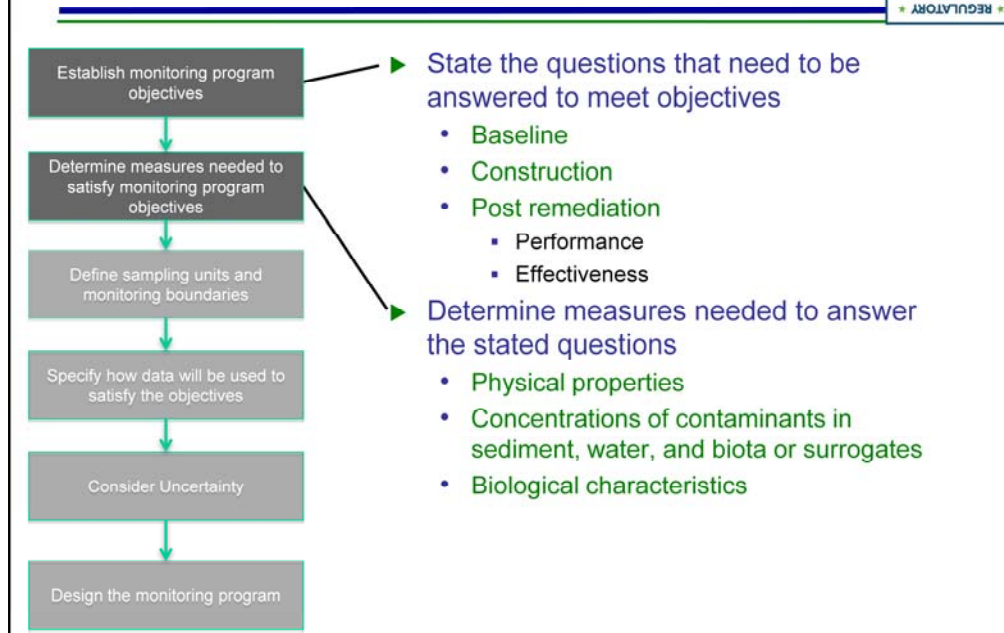 ★ REGULATORY ★
Establish monitoring program
objectives
Determine measures needed to
satisfy monitoring program
objectives
Define sampling units and
monitoring boundaries
Specify how data will be used to
satisfy the objectives
Consider Uncertainty
Design the monitoring program
► State the questions that need to be
answered to meet objectives
• Baseline
• Construction
• Post remediation
▪ Performance
▪ Effectiveness
► Determine measures needed to answer
the stated questions
• Physical properties
• Concentrations of contaminants in
sediment, water, and biota or surrogates
• Biological characteristics